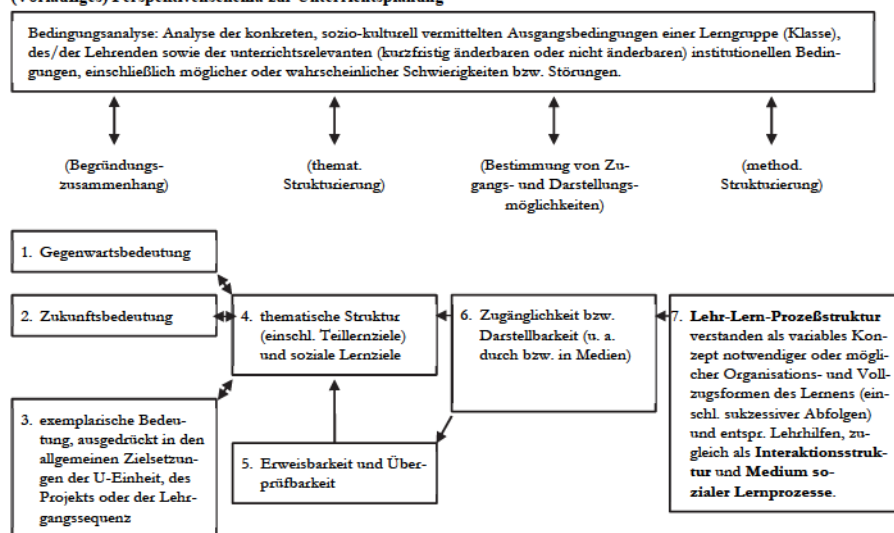 (Vorläufiges) Perspektivenschema zur Unterrichtsplanung
Bedingungsanalyse: Analyse der konkreten, sozio-kulturell vermittelten Ausgangsbedingungen einer Lerngruppe (Klasse),
des/der Lehrenden sowie der unterrichtsrelevanten (kurzfristig änderbaren oder nicht änderbaren) institutionellen Bedin-
gungen, einschließlich möglicher oder wahrscheinlicher Schwierigkeiten bzw. Störungen.
(Begründungs-
zusammenhang)
(themat.
Strukturierung)
(Bestimmung von Zu-
gangs- und Darstellungs-
möglichkeiten)
(method.
Strukturierung)
1. Gegenwartsbedeutung
2. Zukunftsbedeutung
3. exemplarische Bedeu-
tung, ausgedrückt in den
allgemeinen Zielsetzun-
gen der U-Einheit, des
Projekts oder der Lehr-
gangssequenz
4. thematische Struktur
(einschl. Teillernziele)
und soziale Lernziele
5. Erweisbarkeit und Über-
prüfbarkeit
6. Zugänglichkeit bzw.
Darstellbarkeit (u. a.
durch bzw. in Medien)
7. Lehr-Lern-Prozeßstruktur
verstanden als variables Kon-
zept notwendiger oder mögli-
cher Organisations- und Voll-
zugsformen des Lernens (ein-
schl. sukzessiver Abfolgen)
und entspr. Lehrhilfen, zu-
gleich als Interaktionsstruk-
tur und Medium so-
zialer Lernprozesse.